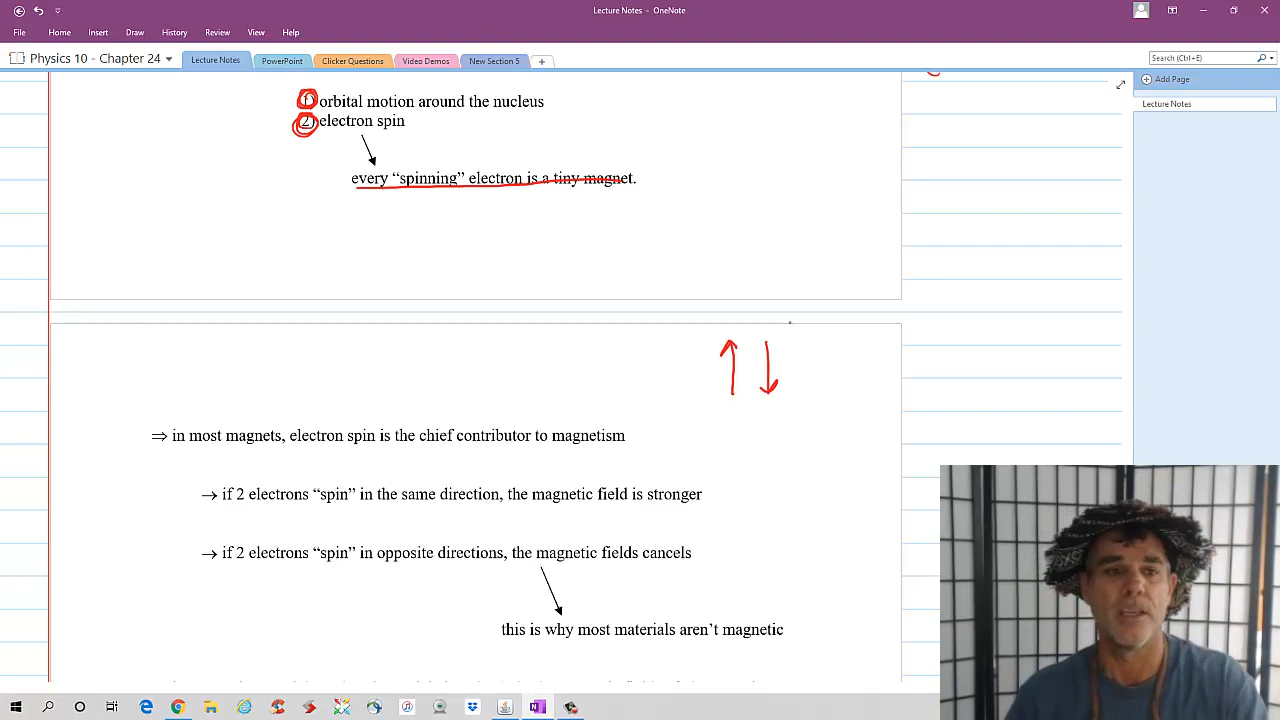 Lecture Notes - OneNote
File Home Insert Draw History Review View Help
Physics 10 - Chapter 24
Lecture Notes PowerPoint Clicker Questions Video Demos New Section 5
Search (Ctrl+E)
Add Page
Lecture Notes
1) orbital motion around the nucleus
2) electron spin
every “spinning” electron is a tiny magnet.
⇒ in most magnets, electron spin is the chief contributor to magnetism
→ if 2 electrons “spin” in the same direction, the magnetic field is stronger
→ if 2 electrons “spin” in opposite directions, the magnetic fields cancels
this is why most materials aren’t magnetic